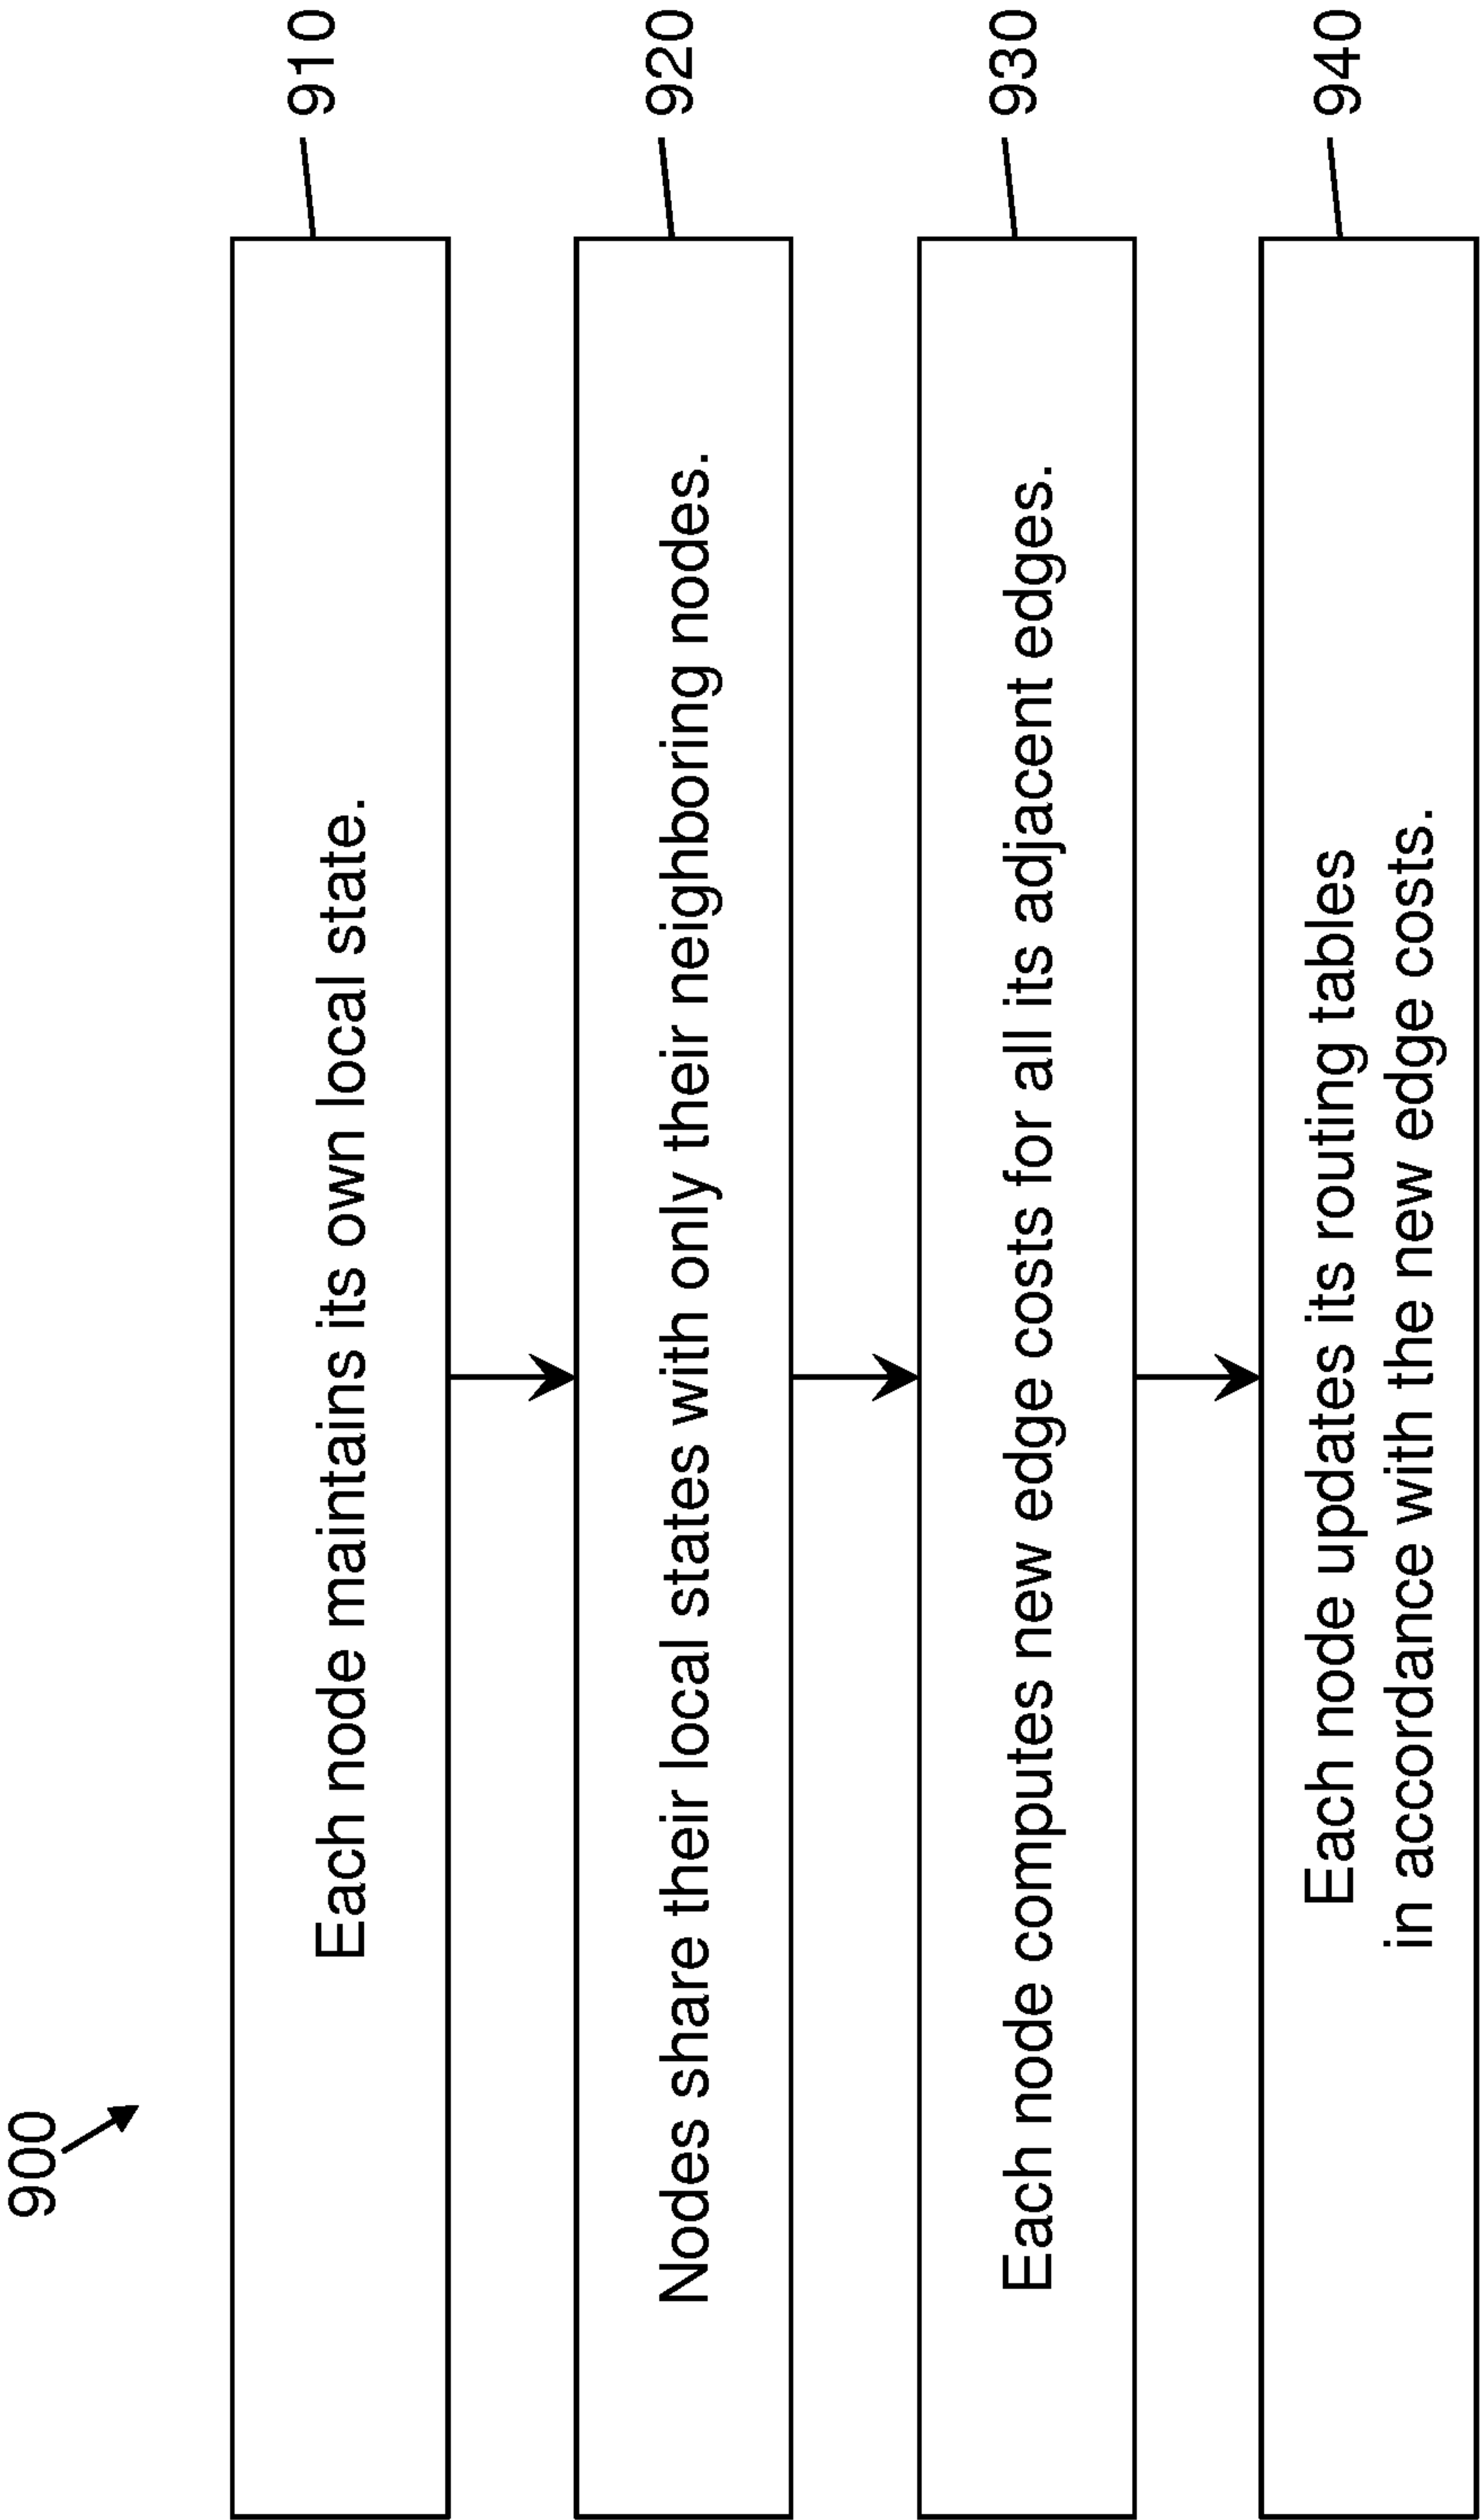 900
Each node maintains its own local state.
910
Nodes share their local states with only their neighboring nodes.
920
Each node computes new edge costs for all its adjacent edges.
930
Each node updates its routing tables
in accordance with the new edge costs.
940